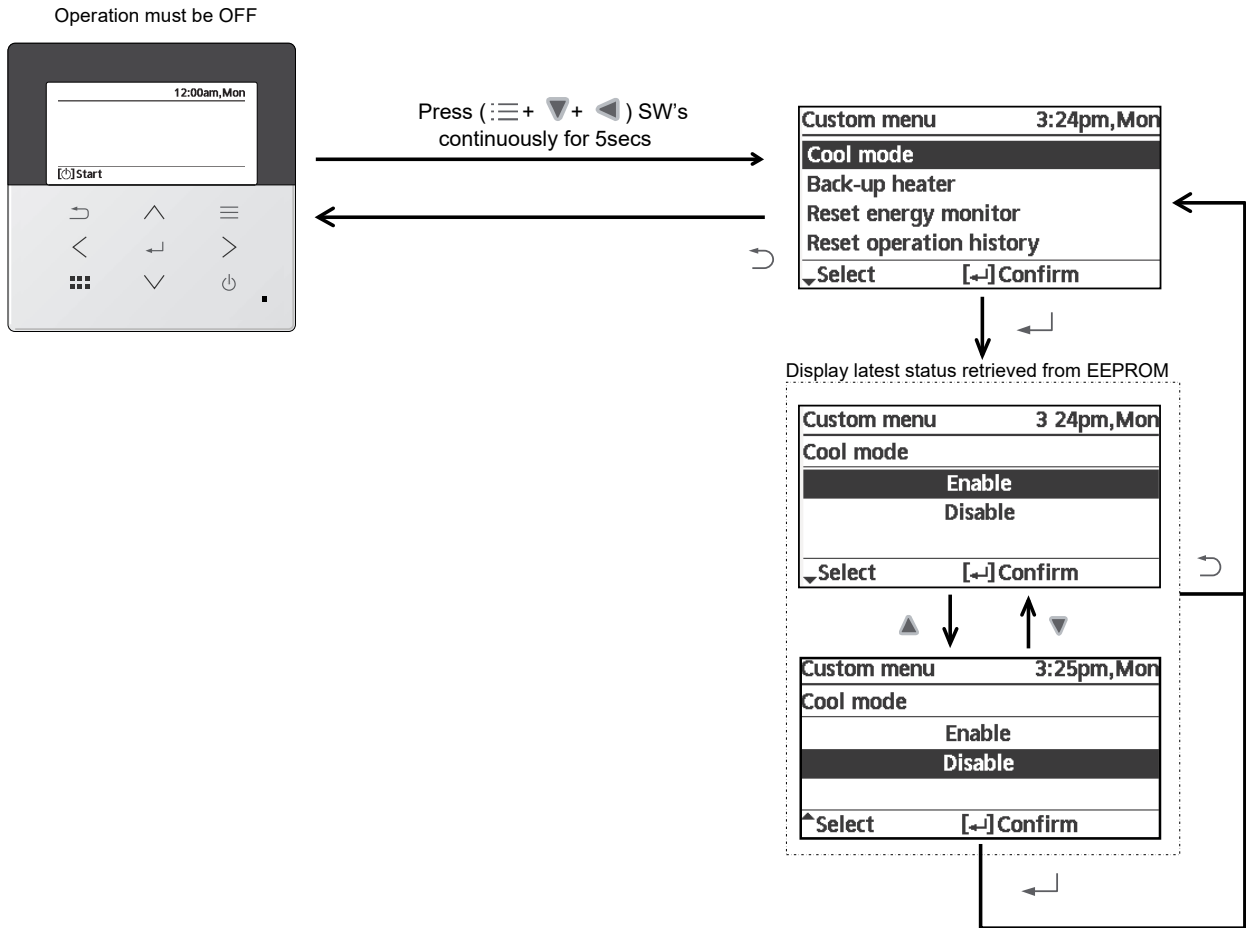 Operation must be OFF
12:00am,Mon
[⏻]Start
Press (☰+ ▼+ ◀) SW's
continuously for 5secs
Custom menu 3:24pm,Mon
Cool mode
Back-up heater
Reset energy monitor
Reset operation history
Select [↵]Confirm
Display latest status retrieved from EEPROM
Custom menu 3 24pm,Mon
Cool mode
Enable
Disable
Select [↵]Confirm
Custom menu 3:25pm,Mon
Cool mode
Enable
Disable
Select [↵]Confirm